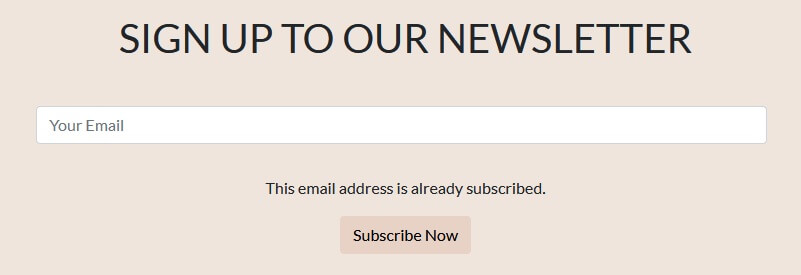 SIGN UP TO OUR NEWSLETTER
Your Email
This email address is already subscribed.
Subscribe Now